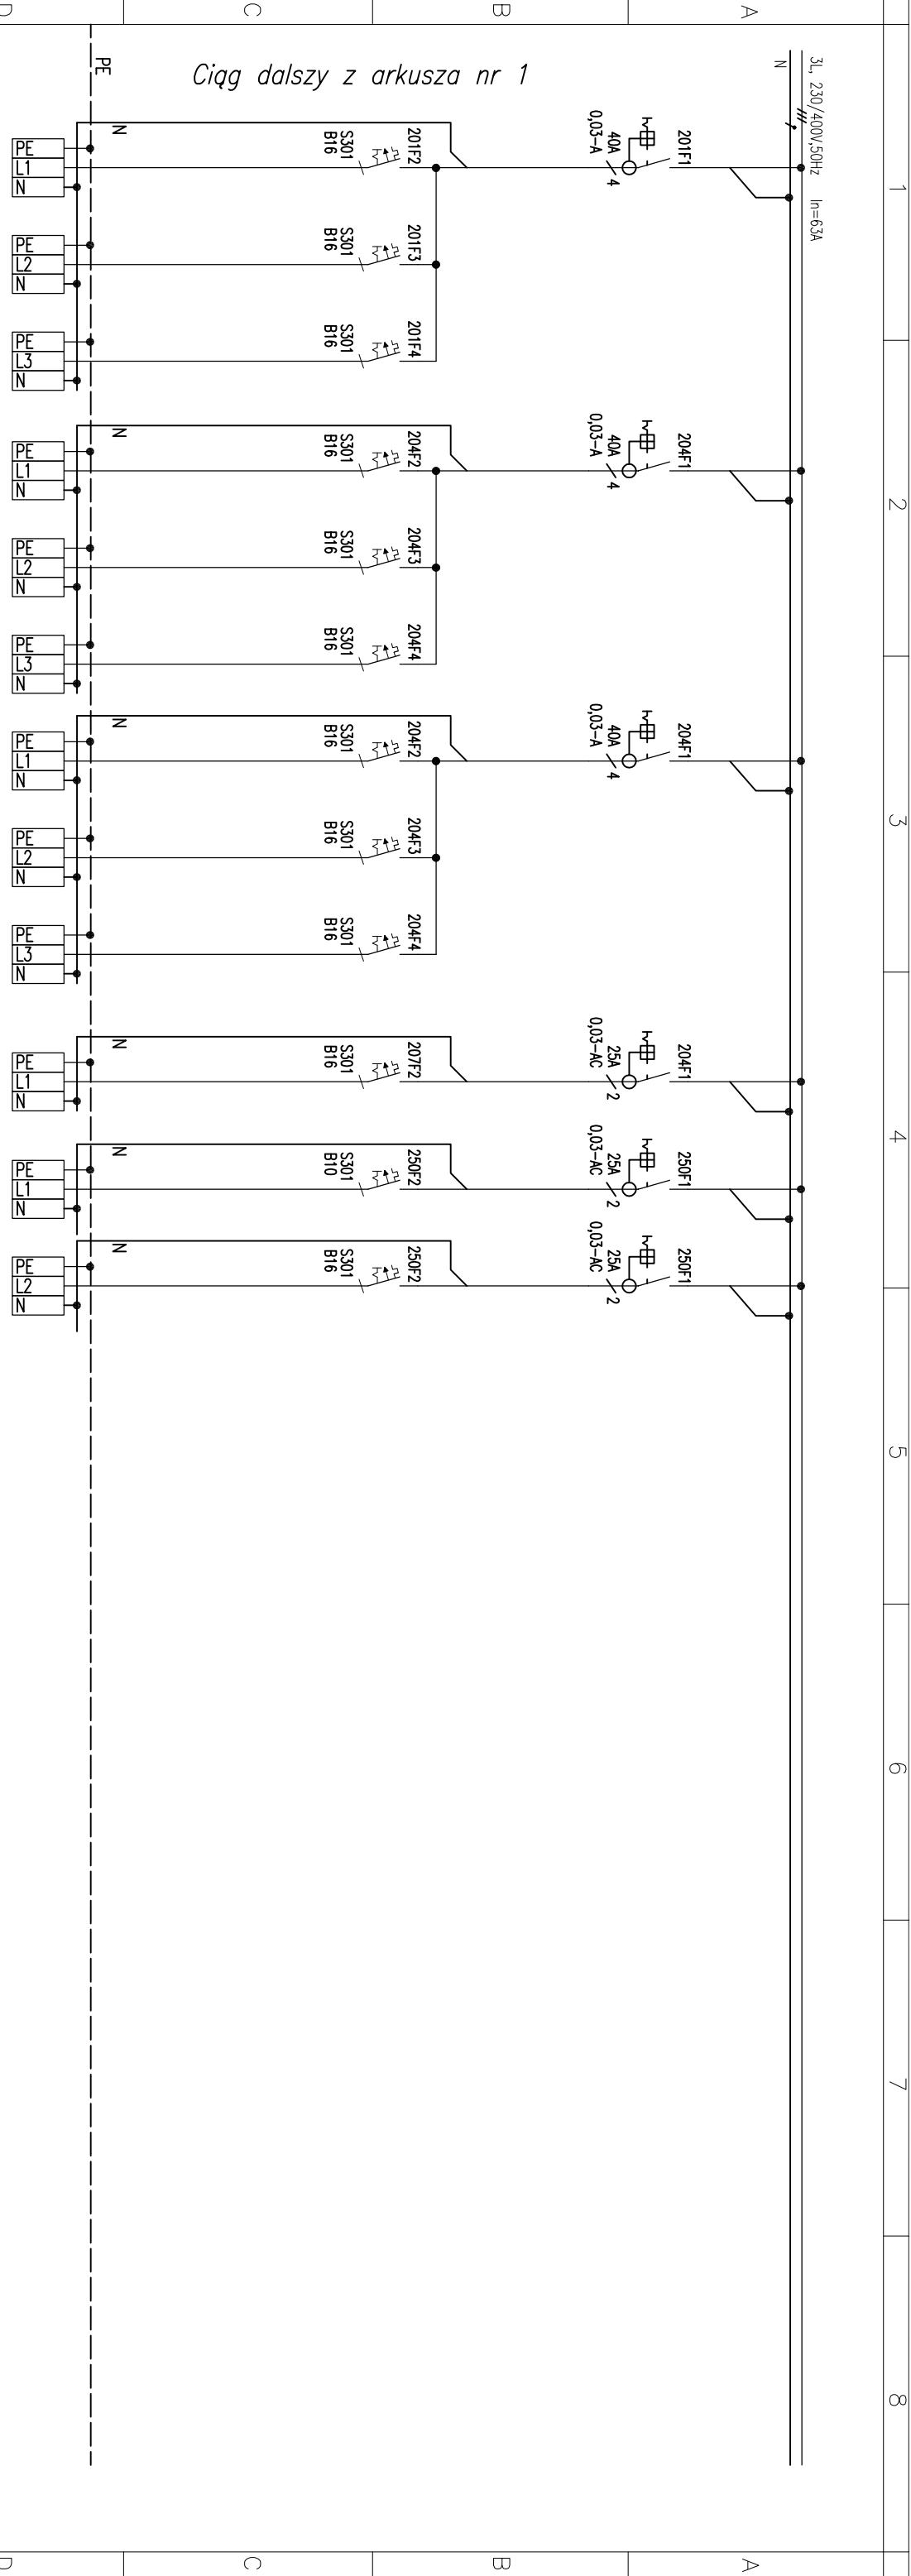 1
2
3
4
5
6
7
8
A
A
3L, 230/400V,50Hz In=63A
N
201F1
40A
0,03-A
4
204F1
40A
0,03-A
4
204F1
40A
0,03-A
4
204F1
25A
0,03-AC
2
250F1
25A
0,03-AC
2
250F1
25A
0,03-AC
2
B
B
Ciąg dalszy z arkusza nr 1
201F2
S301
B16
201F3
S301
B16
201F4
S301
B16
204F2
S301
B16
204F3
S301
B16
204F4
S301
B16
204F2
S301
B16
204F3
S301
B16
204F4
S301
B16
207F2
S301
B16
250F2
S301
B10
250F2
S301
B16
C
C
PE
N
N
N
N
N
N
PE L1 N
PE L2 N
PE L3 N
PE L1 N
PE L2 N
PE L3 N
PE L1 N
PE L2 N
PE L3 N
PE L1 N
PE L1 N
PE L2 N
D
D